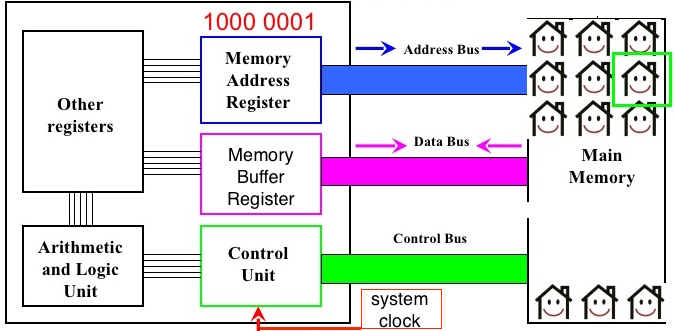 1000 0001
Memory
Address
Register
Address Bus
Other
registers
Data Bus
Memory
Buffer
Register
Main
Memory
Arithmetic
and Logic
Unit
Control
Unit
Control Bus
system
clock